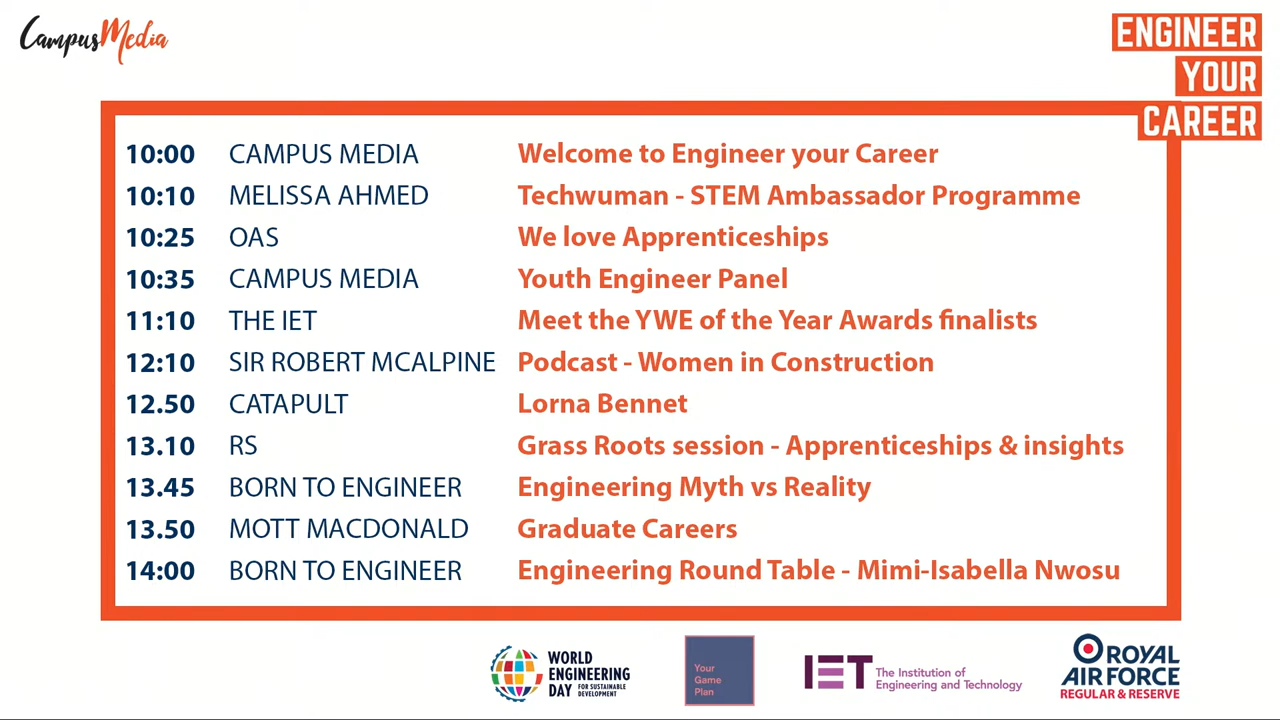 CampusMedia
ENGINEER
YOUR
CAREER
10:00 CAMPUS MEDIA Welcome to Engineer your Career
10:10 MELISSA AHMED Techwuman - STEM Ambassador Programme
10:25 OAS We love Apprenticeships
10:35 CAMPUS MEDIA Youth Engineer Panel
11:10 THE IET Meet the YWE of the Year Awards finalists
12:10 SIR ROBERT MCALPINE Podcast - Women in Construction
12.50 CATAPULT Lorna Bennet
13.10 RS Grass Roots session - Apprenticeships & insights
13.45 BORN TO ENGINEER Engineering Myth vs Reality
13.50 MOTT MACDONALD Graduate Careers
14:00 BORN TO ENGINEER Engineering Round Table - Mimi-Isabella Nwosu
WORLD
ENGINEERING
DAY FOR SUSTAINABLE
DEVELOPMENT
Your
Game
Plan
IET The Institution of
Engineering and Technology
ROYAL
AIR FORCE
REGULAR & RESERVE